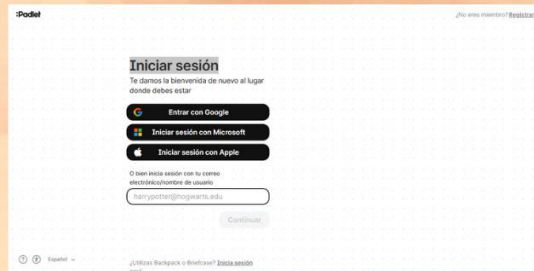 :Padlet
¿No eres miembro? Registrar
Iniciar sesión
Te damos la bienvenida de nuevo al lugar
donde debes estar
Entrar con Google
Iniciar sesión con Microsoft
Iniciar sesión con Apple
O bien inicia sesión con tu correo
electrónico/nombre de usuario
harrypotter@hogwarts.edu
Continuar
Español
¿Utilizas Backpack o Briefcase? Inicia sesión